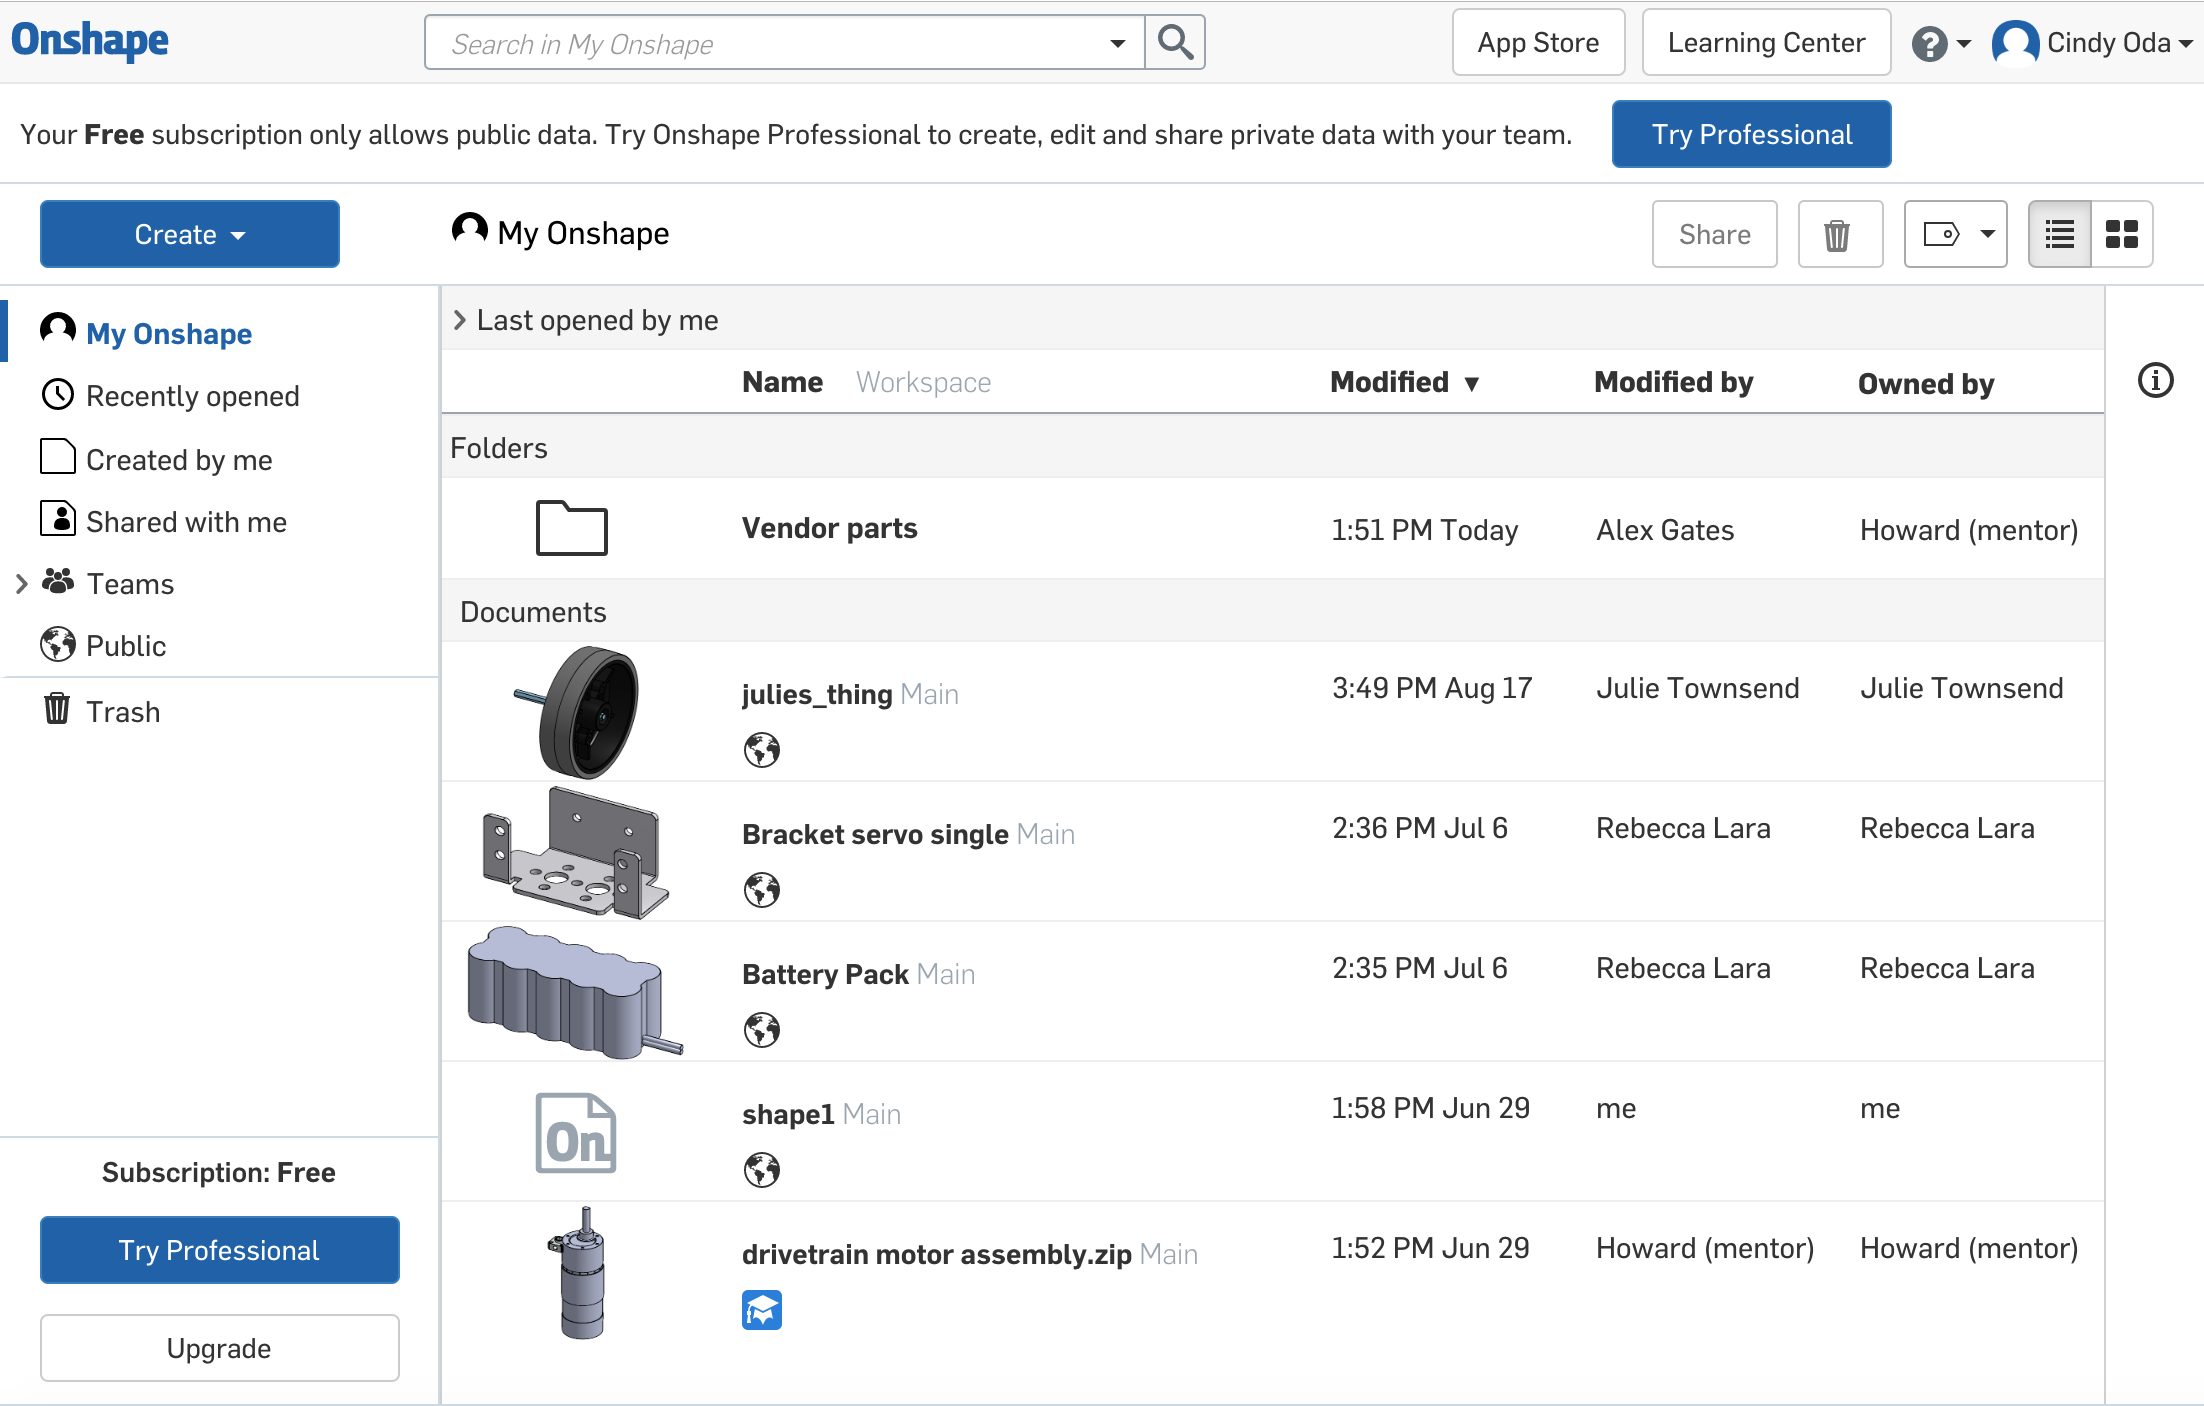 Onshape
Search in My Onshape
App Store
Learning Center
?
Cindy Oda
Your Free subscription only allows public data. Try Onshape Professional to create, edit and share private data with your team.
Try Professional
Create
My Onshape
Share
My Onshape
Recently opened
Created by me
Shared with me
Teams
Public
Trash
Subscription: Free
Try Professional
Upgrade
Last opened by me
Name Workspace Modified ▼ Modified by Owned by
Folders
Vendor parts 1:51 PM Today Alex Gates Howard (mentor)
Documents
julies_thing Main 3:49 PM Aug 17 Julie Townsend Julie Townsend
Bracket servo single Main 2:36 PM Jul 6 Rebecca Lara Rebecca Lara
Battery Pack Main 2:35 PM Jul 6 Rebecca Lara Rebecca Lara
On
shape1 Main 1:58 PM Jun 29 me me
drivetrain motor assembly.zip Main 1:52 PM Jun 29 Howard (mentor) Howard (mentor)